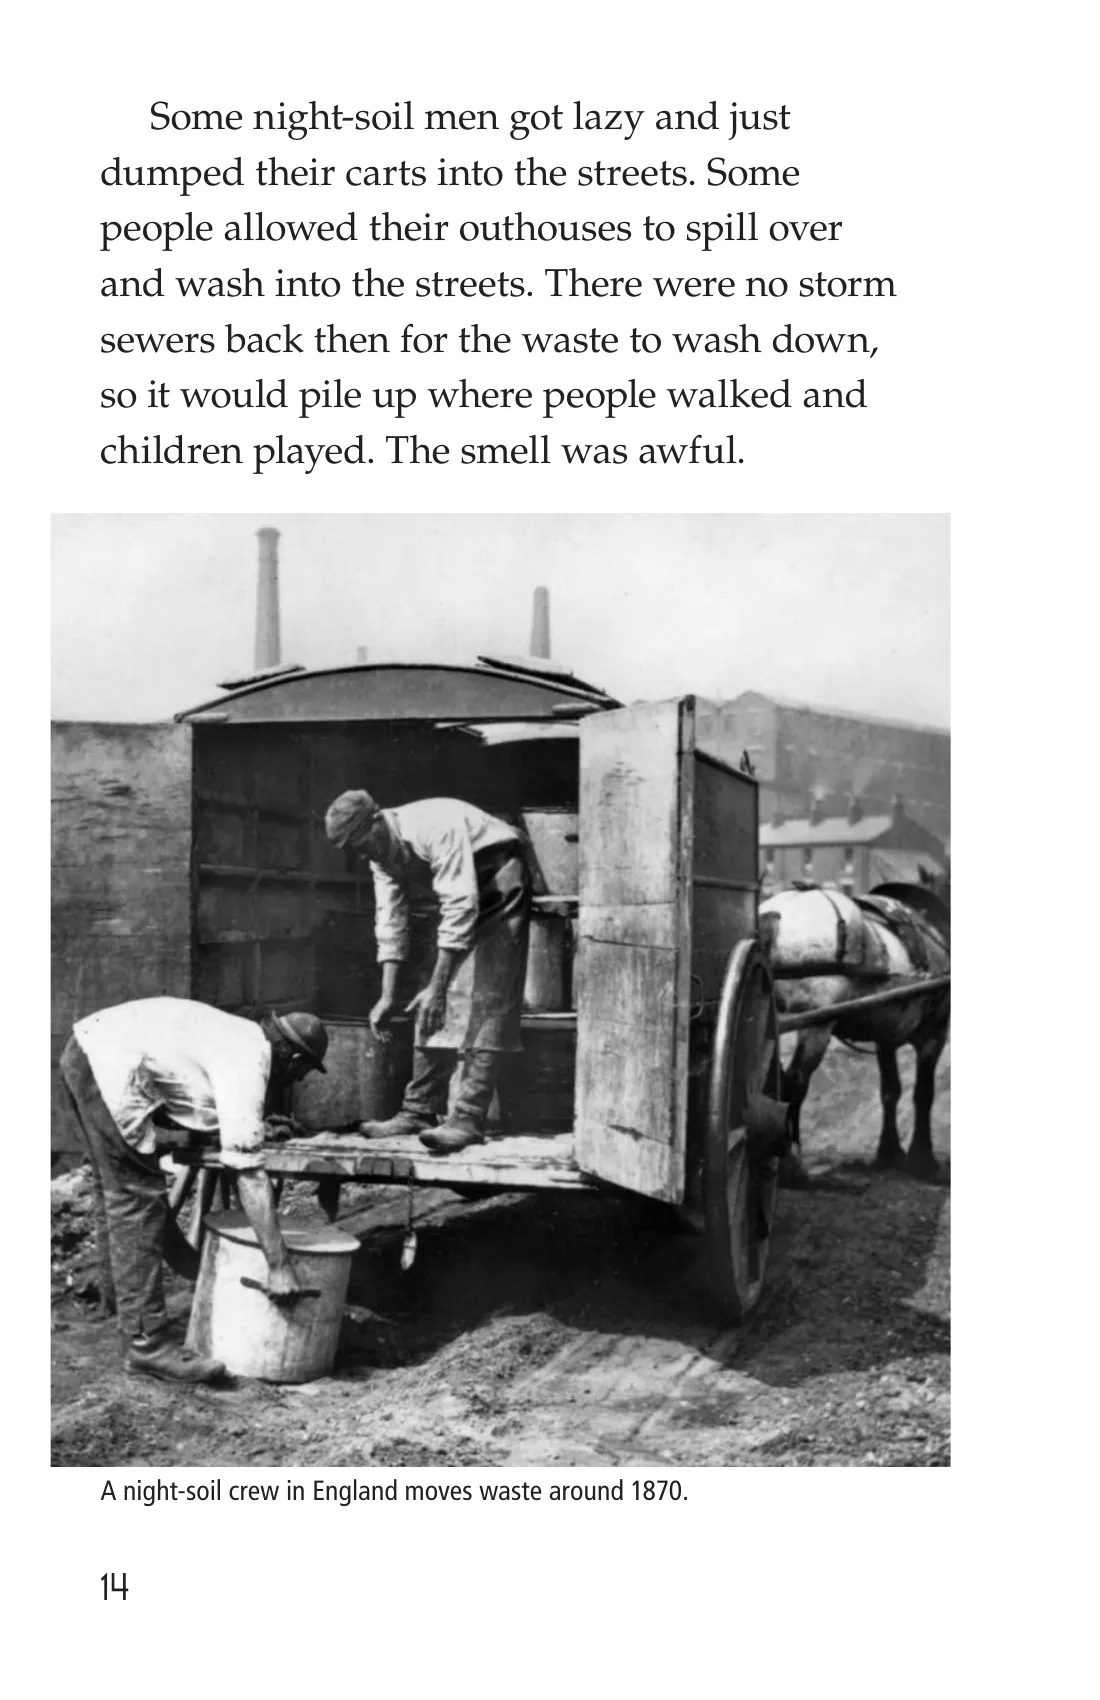 Some night-soil men got lazy and just
dumped their carts into the streets. Some
people allowed their outhouses to spill over
and wash into the streets. There were no storm
sewers back then for the waste to wash down,
so it would pile up where people walked and
children played. The smell was awful.
A night-soil crew in England moves waste around 1870.
14